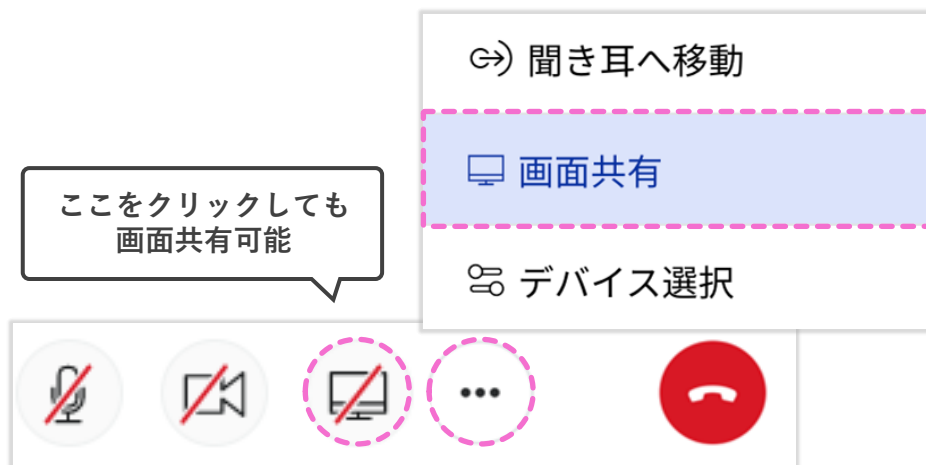 聞き耳へ移動
画面共有
ここをクリックしても
画面共有可能
デバイス選択